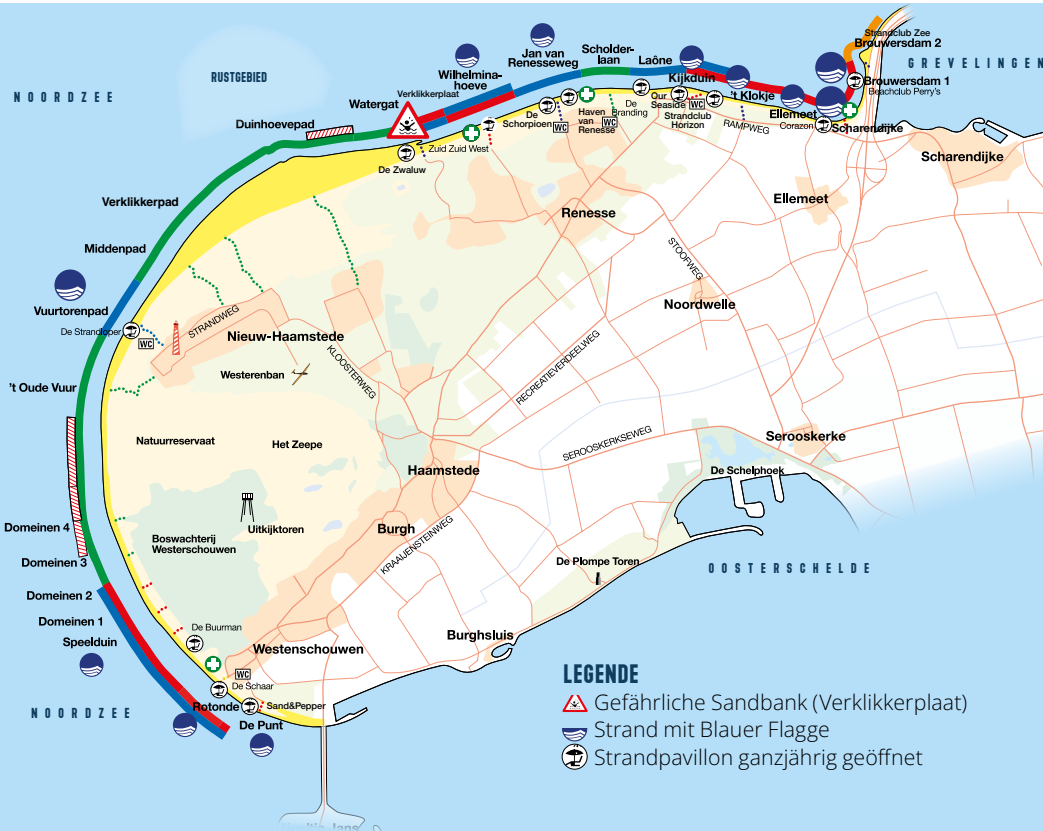 Strandclub Zee
Brouwersdam 2
GREVELINGEN
Jan van
Renesseweg
Scholder-
laan
Laône
Kijkduin
Brouwersdam 1
Beachclub Perry's
Wilhelmina-
hoeve
Verklikkerplaat
RUSTGEBIED
NOORDZEE
Watergat
't Klokje
Our
Seaside
WC
Strandclub
Horizon
De
Branding
De
Schorpioen
WC
Haven
van
Renesse
WC
RAMPWEG
Ellemeet
Corazon
Scharendijke
Duinhoevepad
Zuid Zuid West
De Zwaluw
Scharendijke
Verklikkerpad
Ellemeet
Renesse
Middenpad
STOOFWEG
Vuurtorenpad
Noordwelle
De Strandloper
WC
STRANDWEG
Nieuw-Haamstede
KLOOSTERWEG
RECREATIEVERDEELWEG
Westerenban
't Oude Vuur
Natuurreservaat
Het Zeepe
SEROOSKERKSEWEG
Serooskerke
Haamstede
De Schelphoek
Domeinen 4
Uitkijktoren
Burgh
Boswachterij
Westerschouwen
KRAAIJENSTEINWEG
Domeinen 3
De Plompe Toren
OOSTERSCHELDE
Domeinen 2
Domeinen 1
De Buurman
Speelduin
Westenschouwen
Burghsluis
WC
De Schaar
NOORDZEE
Rotonde
Sand&Pepper
De Punt
LEGENDE
Gefährliche Sandbank (Verklikkerplaat)
Strand mit Blauer Flagge
Strandpavillon ganzjährig geöffnet